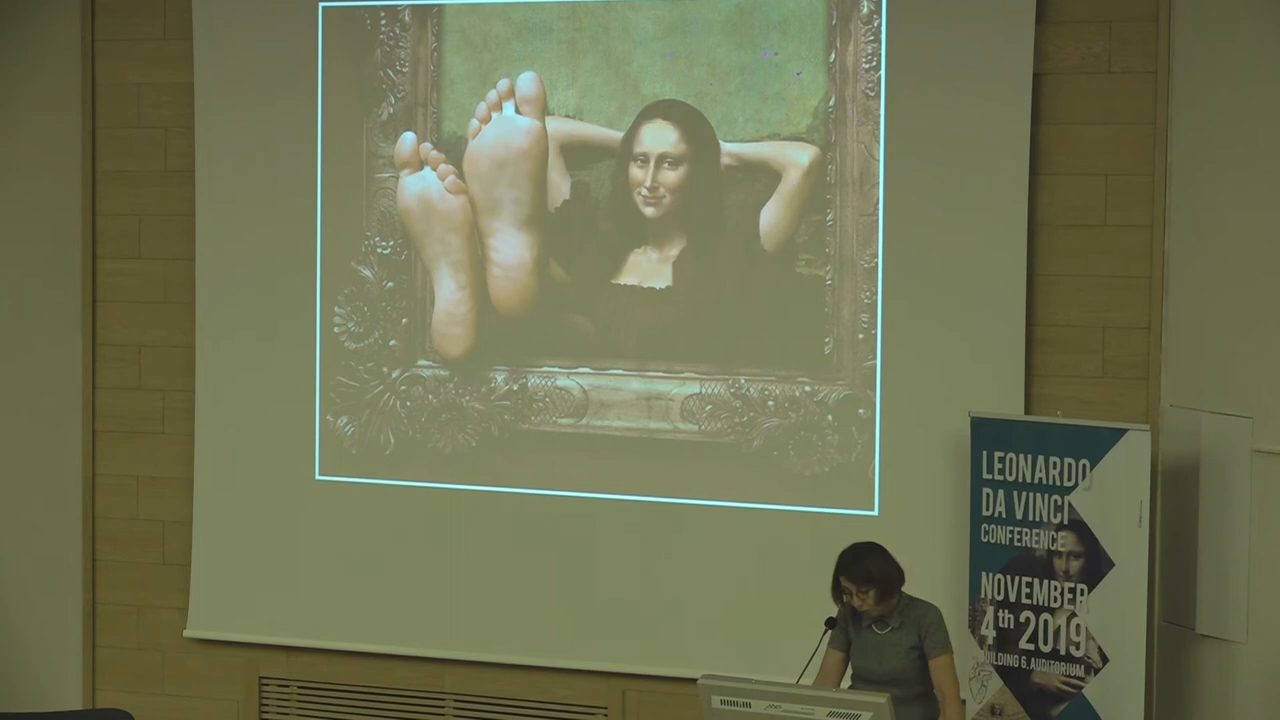 LEONARDO
DA VINCI
CONFERENCE
NOVEMBER
4th 2019
BUILDING 6, AUDITORIUM